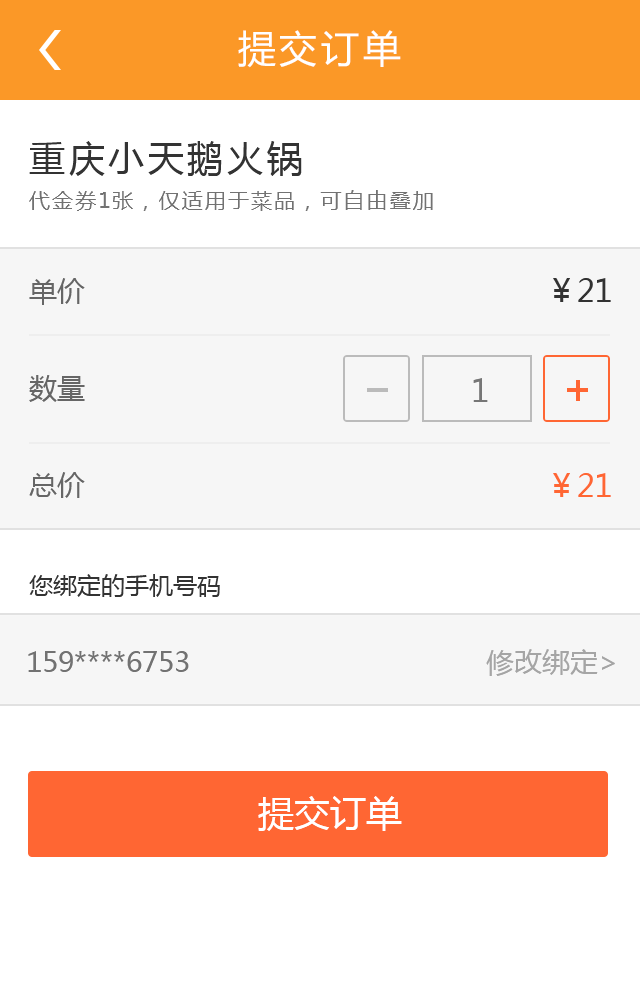 提交订单
重庆小天鹅火锅
代金券1张，仅适用于菜品，可自由叠加
单价 ¥21
数量 − 1 +
总价 ¥21
您绑定的手机号码
159****6753 修改绑定>
提交订单